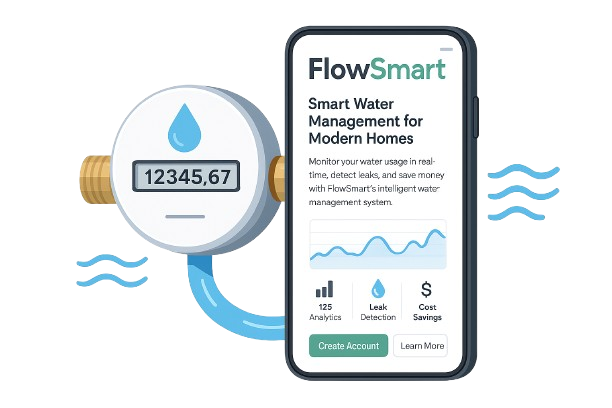 12345,67
FlowSmart
Smart Water
Management for
Modern Homes
Monitor your water usage in real-
time, detect leaks, and save money
with FlowSmart's intelligent water
management system.
125
Analytics
Leak
Detection
$
Cost
Savings
Create Account
Learn More